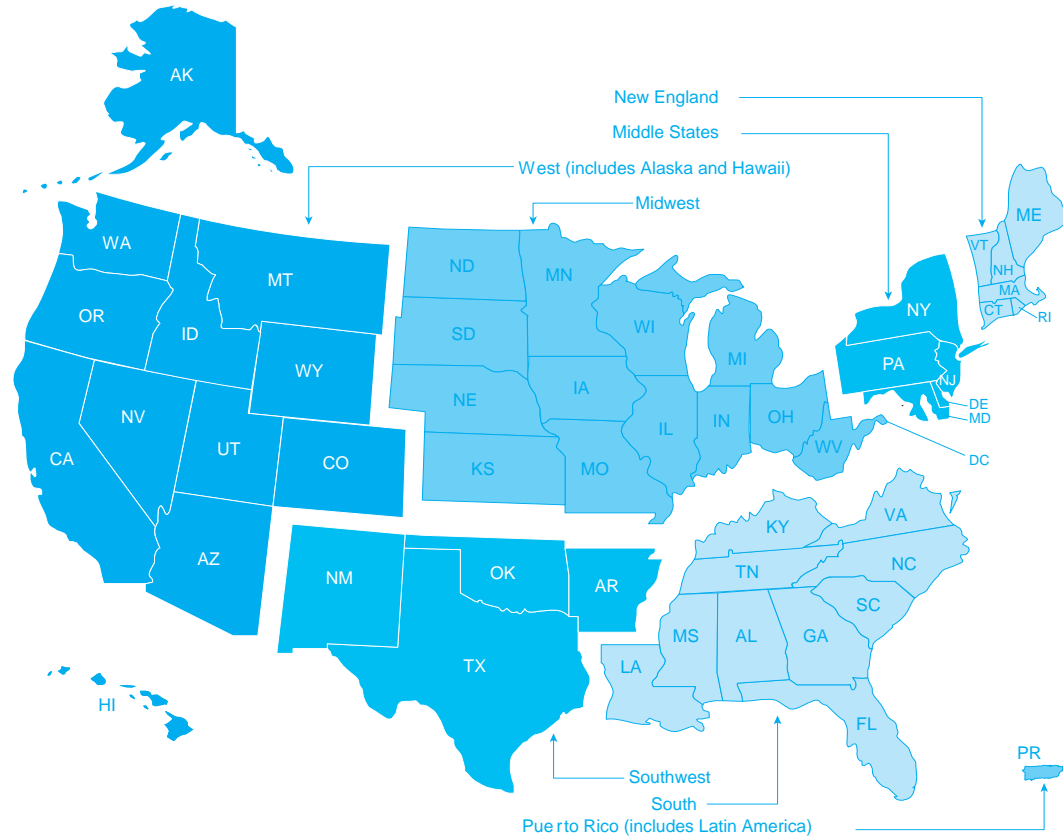 AK
New England
Middle States
West (includes Alaska and Hawaii)
Midwest
ME
WA
VT
ND
MN
NH
MT
MA
OR
NY
CT
RI
WI
ID
SD
MI
PA
WY
NJ
IA
NE
DE
NV
OH
MD
IL
IN
UT
WV
CA
CO
DC
KS
MO
VA
KY
AZ
NC
OK
TN
NM
AR
SC
MS
AL
GA
TX
LA
HI
FL
PR
Southwest
South
Pue rto Rico (includes Latin America)